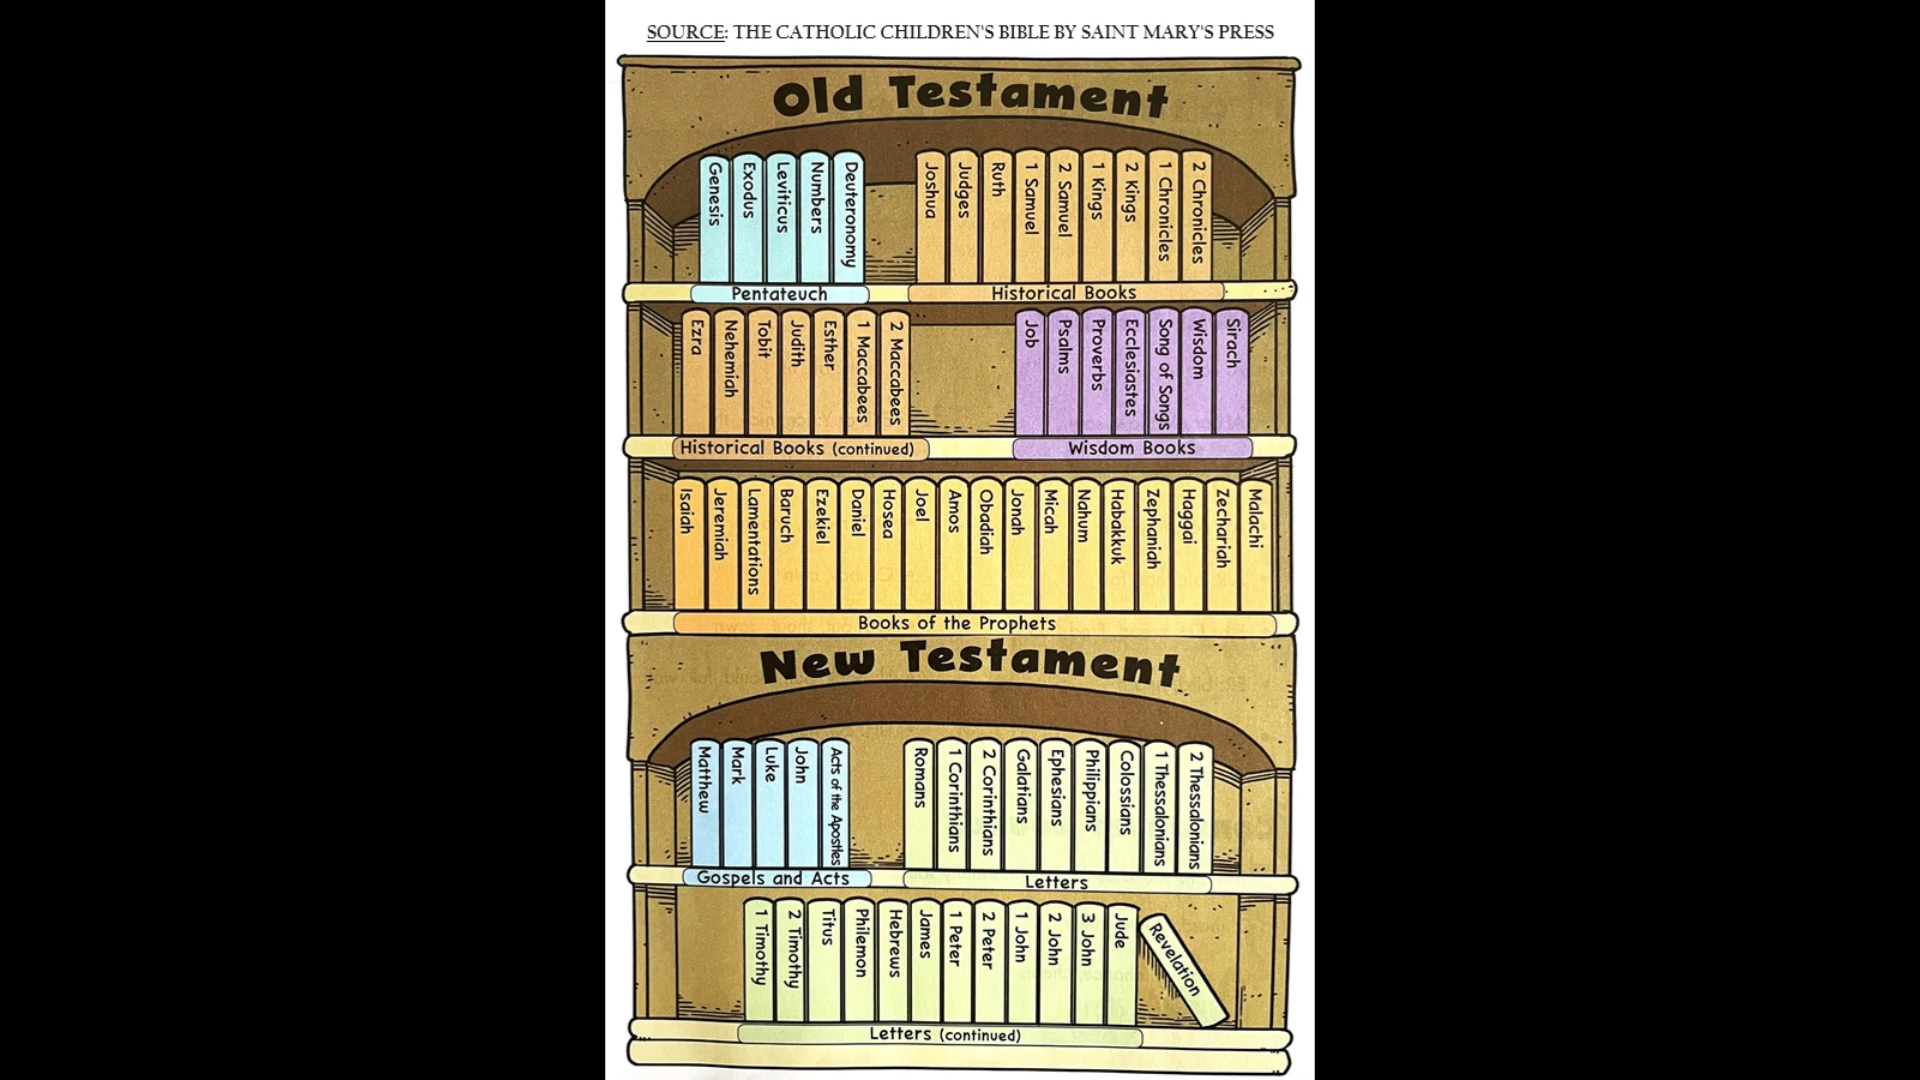 SOURCE: THE CATHOLIC CHILDREN'S BIBLE BY SAINT MARY'S PRESS
Old Testament
Genesis
Exodus
Leviticus
Numbers
Deuteronomy
Pentateuch
Joshua
Judges
Ruth
1 Samuel
2 Samuel
1 Kings
2 Kings
1 Chronicles
2 Chronicles
Historical Books
Ezra
Nehemiah
Tobit
Judith
Esther
1 Maccabees
2 Maccabees
Historical Books (continued)
Job
Psalms
Proverbs
Ecclesiastes
Song of Songs
Wisdom
Sirach
Wisdom Books
Isaiah
Jeremiah
Lamentations
Baruch
Ezekiel
Daniel
Hosea
Joel
Amos
Obadiah
Jonah
Micah
Nahum
Habakkuk
Zephaniah
Haggai
Zechariah
Malachi
Books of the Prophets
New Testament
Matthew
Mark
Luke
John
Acts of the Apostles
Gospels and Acts
Romans
1 Corinthians
2 Corinthians
Galatians
Ephesians
Philippians
Colossians
1 Thessalonians
2 Thessalonians
Letters
1 Timothy
2 Timothy
Titus
Philemon
Hebrews
James
1 Peter
2 Peter
1 John
2 John
3 John
Jude
Revelation
Letters (continued)